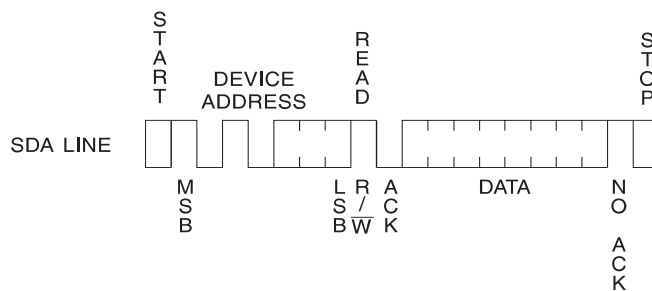 START
DEVICE
ADDRESS
READ
STOP
SDA LINE
MSB
LSB
R/W̅
ACK
DATA
NO ACK